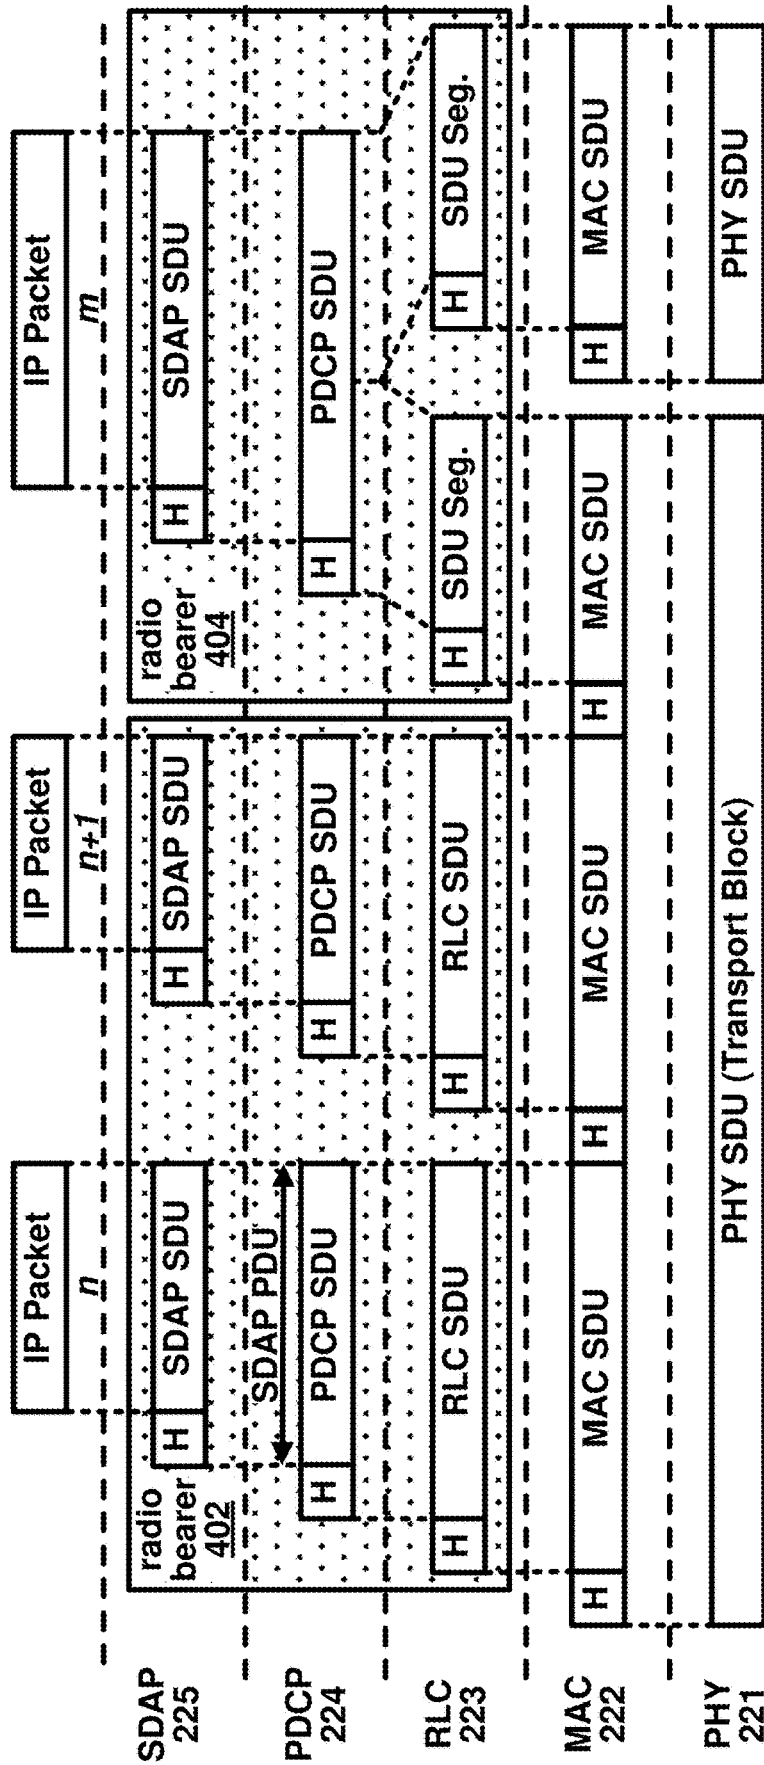 IP Packet
IP Packet
IP Packet
n
n+1
m
SDAP
225
radio
bearer
402
H
SDAP SDU
H
SDAP SDU
radio
bearer
404
H
SDAP SDU
SDAP PDU
PDCP
224
H
PDCP SDU
H
PDCP SDU
H
PDCP SDU
RLC
223
H
RLC SDU
H
RLC SDU
H
SDU Seg.
H
SDU Seg.
MAC
222
H
MAC SDU
H
MAC SDU
H
MAC SDU
H
MAC SDU
PHY
221
PHY SDU (Transport Block)
PHY SDU